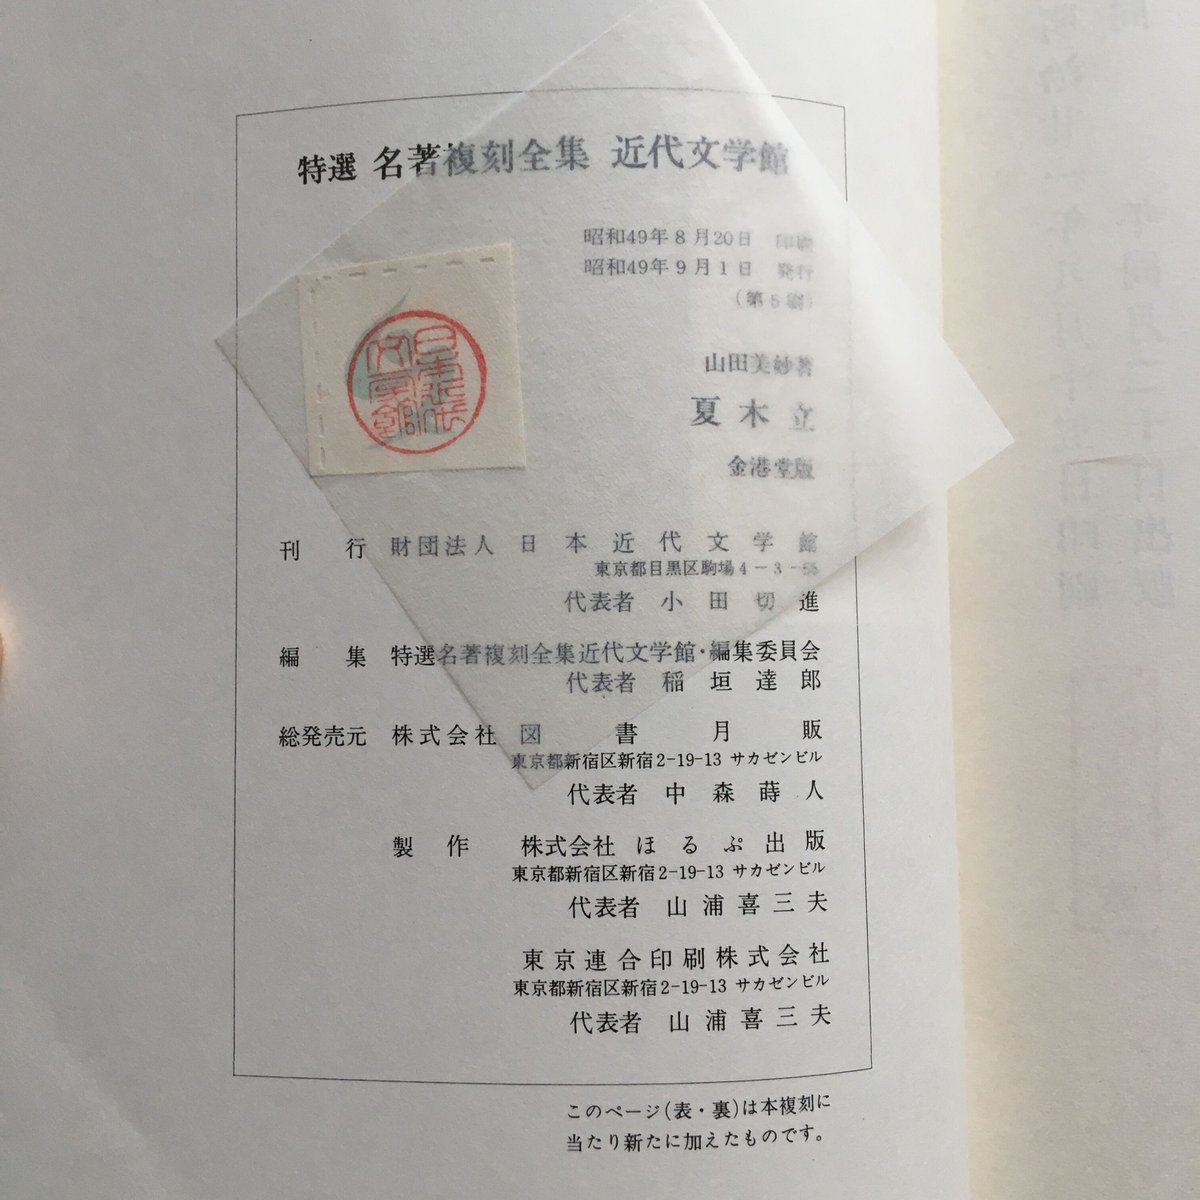 特選 名著複刻全集 近代文学館
昭和49年8月20日 印刷
昭和49年9月1日 発行
(第5刷)
山田美妙著
夏木立
金港堂版
日本近代文学館
刊行 財団法人 日本近代文学館
東京都目黒区駒場4-3-55
代表者 小田切進
編集 特選名著複刻全集近代文学館・編集委員会
代表者 稲垣達郎
総発売元 株式会社 図書月販
東京都新宿区新宿2-19-13 サカゼンビル
代表者 中森蒔人
製作 株式会社 ほるぷ出版
東京都新宿区新宿2-19-13 サカゼンビル
代表者 山浦喜三夫
東京連合印刷株式会社
東京都新宿区新宿2-19-13 サカゼンビル
代表者 山浦喜三夫
このページ(表・裏)は本複刻に
当たり新たに加えたものです。